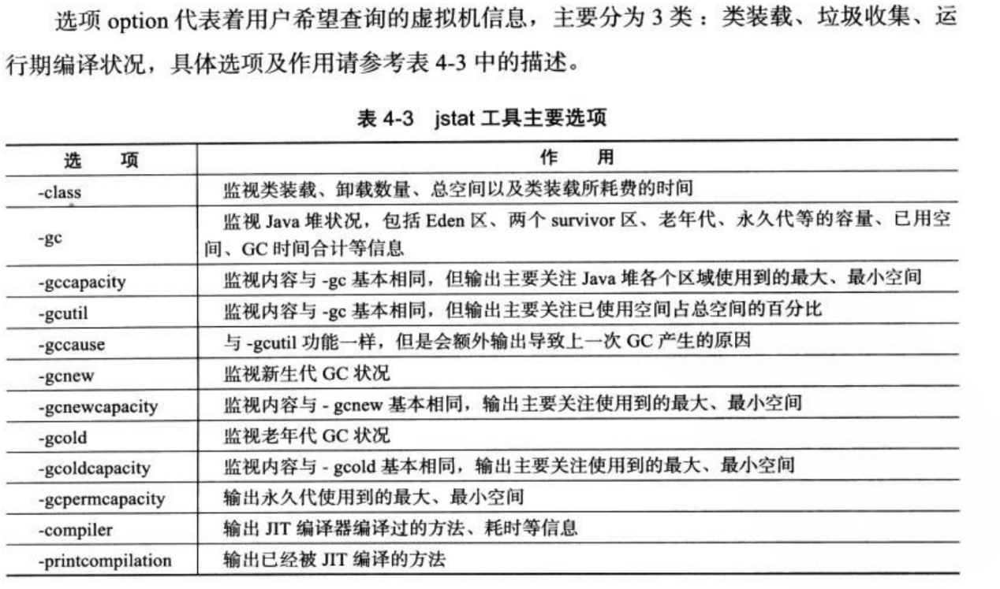 选项 option 代表着用户希望查询的虚拟机信息，主要分为 3 类：类装载、垃圾收集、运
行期编译状况，具体选项及作用请参考表 4-3 中的描述。
表 4-3 jstat 工具主要选项
选 项 作 用
-class 监视类装载、卸载数量、总空间以及类装载所耗费的时间
-gc 监视 Java 堆状况，包括 Eden 区、两个 survivor 区、老年代、永久代等的容量、已用空
间、GC 时间合计等信息
-gccapacity 监视内容与 -gc 基本相同，但输出主要关注 Java 堆各个区域使用到的最大、最小空间
-gcutil 监视内容与 -gc 基本相同，但输出主要关注已使用空间占总空间的百分比
-gccause 与 -gcutil 功能一样，但是会额外输出导致上一次 GC 产生的原因
-gcnew 监视新生代 GC 状况
-gcnewcapacity 监视内容与 - gcnew 基本相同，输出主要关注使用到的最大、最小空间
-gcold 监视老年代 GC 状况
-gcoldcapacity 监视内容与 - gcold 基本相同，输出主要关注使用到的最大、最小空间
-gcpermcapacity 输出永久代使用到的最大、最小空间
-compiler 输出 JIT 编译器编译过的方法、耗时等信息
-printcompilation 输出已经被 JIT 编译的方法